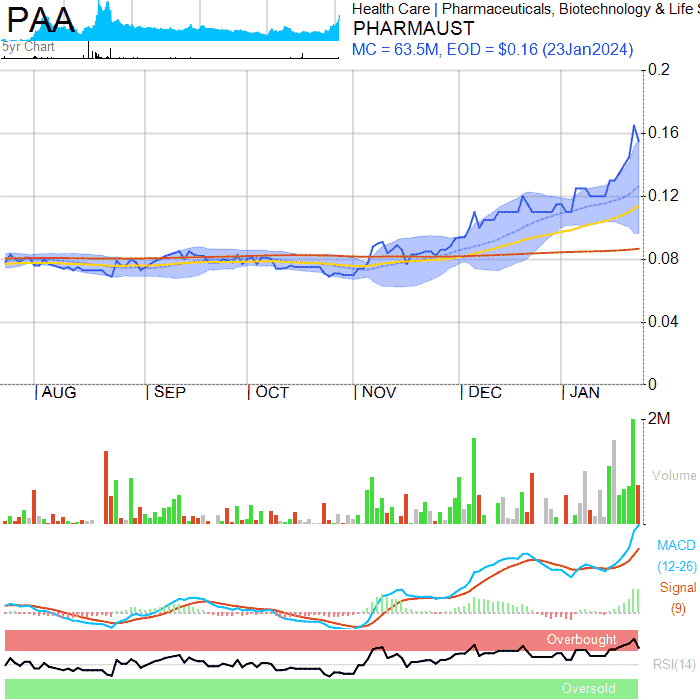 PAA
5yr Chart
Health Care | Pharmaceuticals, Biotechnology & Life S
PHARMAUST
MC = 63.5M, EOD = $0.16 (23Jan2024)
0.2
0.16
0.12
0.08
0.04
0
AUG SEP OCT NOV DEC JAN
2M
Volume
MACD
(12-26)
Signal
(9)
Overbought
RSI(14)
Oversold